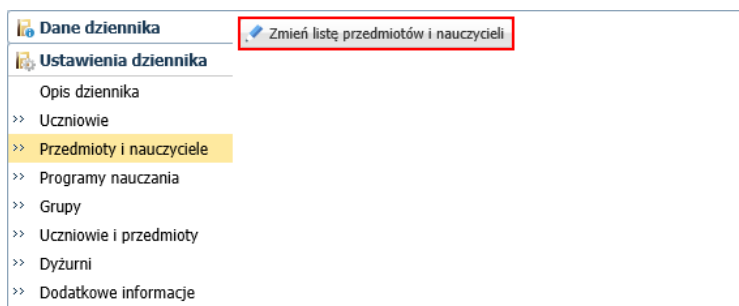 Dane dziennika
Zmień listę przedmiotów i nauczycieli
Ustawienia dziennika
Opis dziennika
>> Uczniowie
>> Przedmioty i nauczyciele
>> Programy nauczania
>> Grupy
>> Uczniowie i przedmioty
>> Dyżurni
>> Dodatkowe informacje